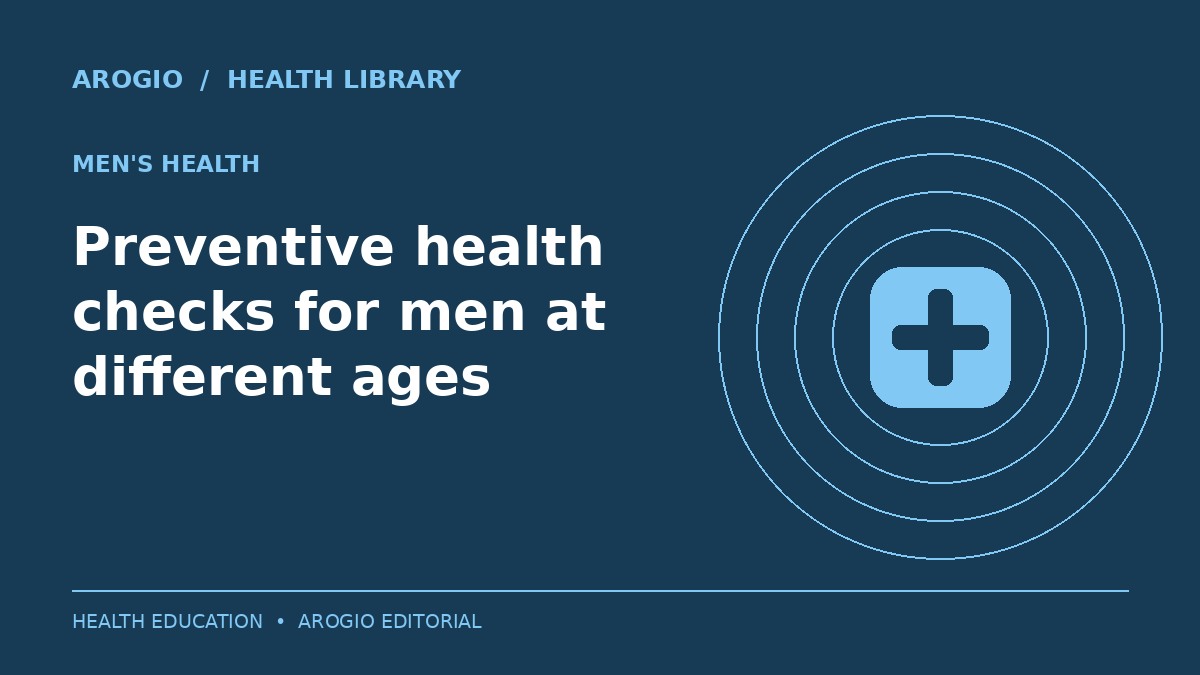 AROGIO / HEALTH LIBRARY
MEN'S HEALTH
Preventive health
checks for men at
different ages
HEALTH EDUCATION • AROGIO EDITORIAL